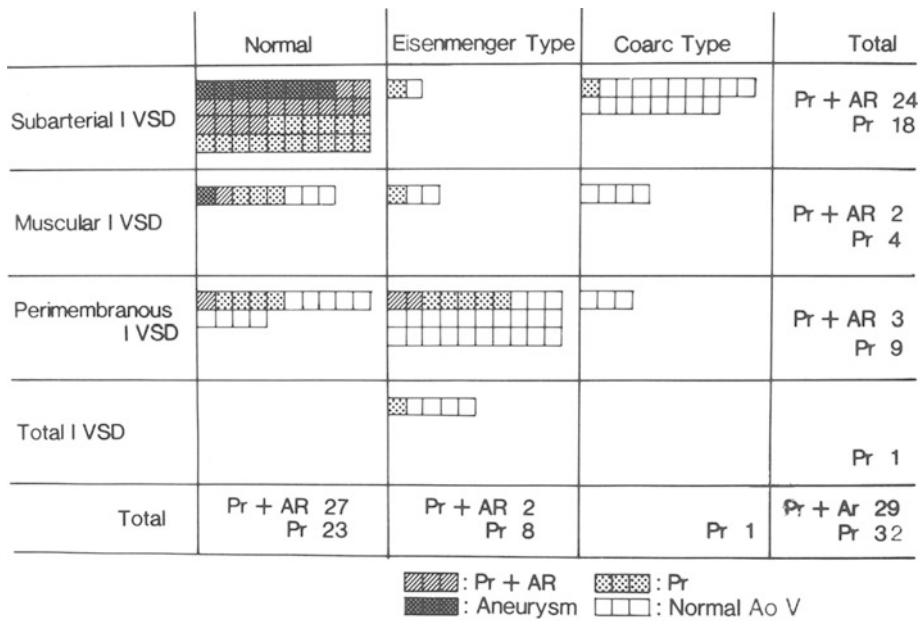 Normal Eisenmenger Type Coarc Type Total
Subarterial I VSD Pr + AR 24
Pr 18
Muscular I VSD Pr + AR 2
Pr 4
Perimembranous
I VSD Pr + AR 3
Pr 9
Total I VSD
Pr 1
Total Pr + AR 27 Pr + AR 2 Pr + Ar 29
Pr 23 Pr 8 Pr 1 Pr 32
: Pr + AR : Pr
: Aneurysm : Normal Ao V